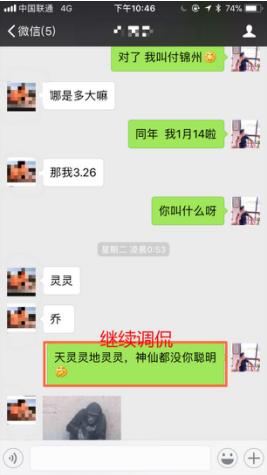 中国联通 4G 下午10:46 74%
微信(5)
对了 我叫付锦州
哪是多大嘛
同年 我1月14啦
那我3.26
你叫什么呀
星期二 凌晨0:53
灵灵
乔
继续调侃
天灵灵地灵灵，神仙都没你聪明